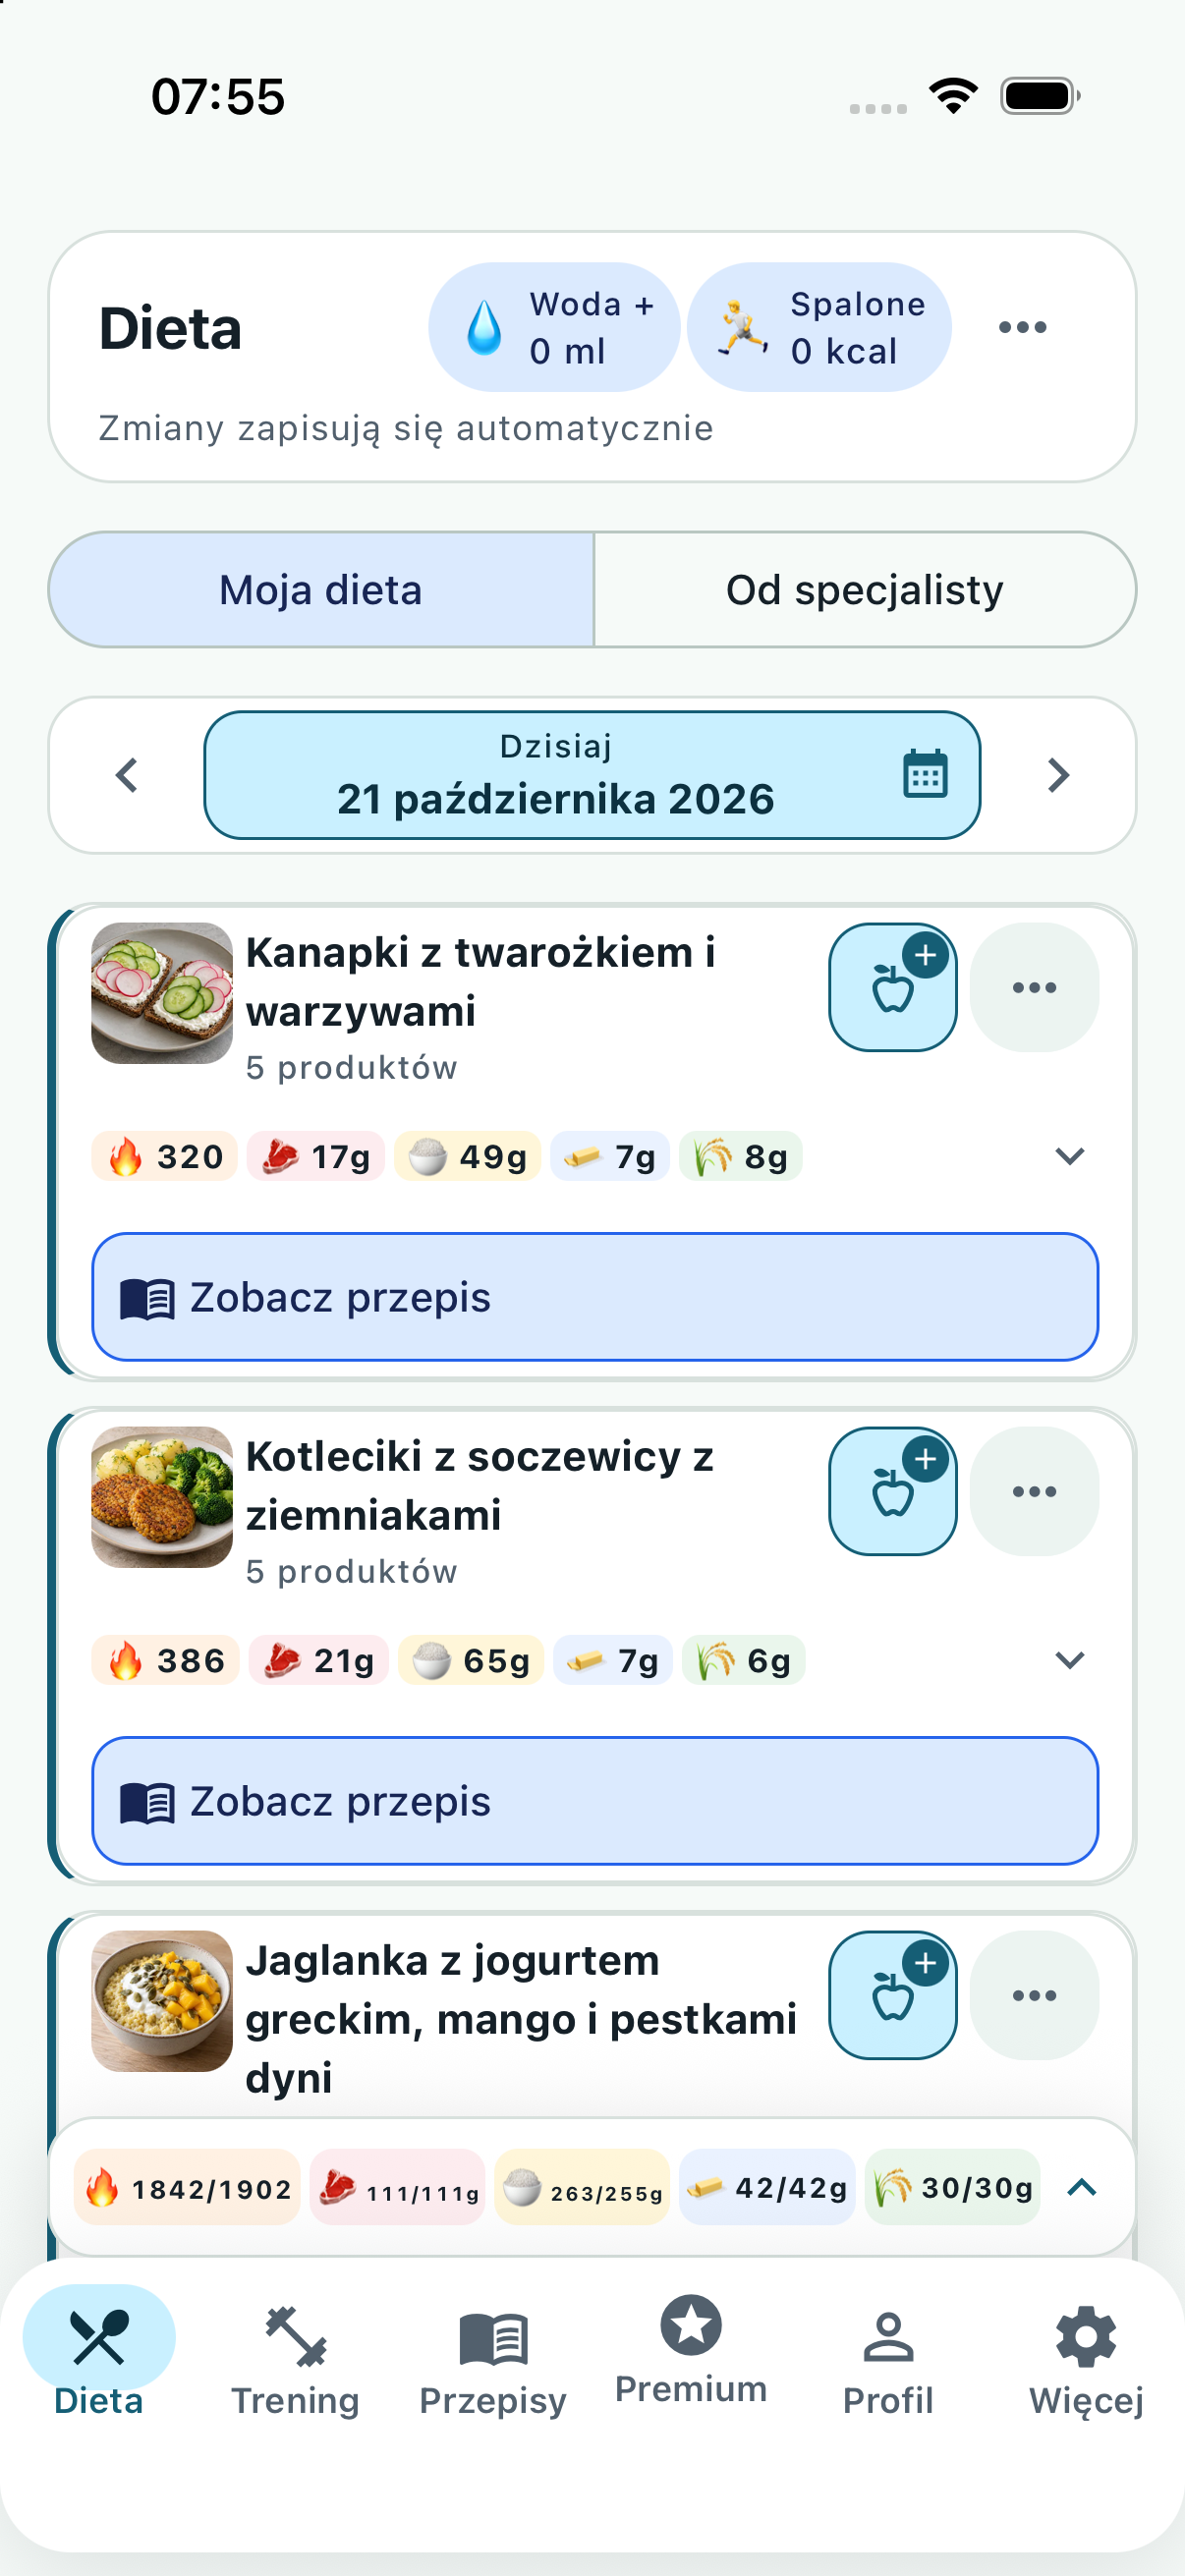 07:55
Dieta
Woda +
0 ml
Spalone
0 kcal
Zmiany zapisują się automatycznie
Moja dieta
Od specjalisty
Dzisiaj
21 października 2026
Kanapki z twarożkiem i
warzywami
5 produktów
320
17g
49g
7g
8g
Zobacz przepis
Kotleciki z soczewicy z
ziemniakami
5 produktów
386
21g
65g
7g
6g
Zobacz przepis
Jaglanka z jogurtem
greckim, mango i pestkami
dyni
1842/1902
111/111g
263/255g
42/42g
30/30g
Dieta
Trening
Przepisy
Premium
Profil
Więcej